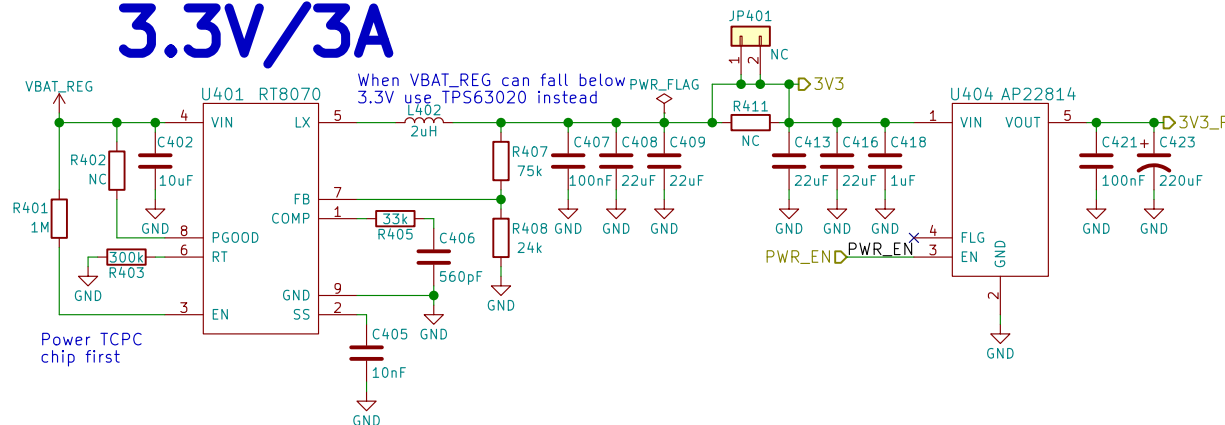 3.3V/3A
JP401
NC
1
2
3V3
VBAT_REG
When VBAT_REG can fall below
3.3V use TPS63020 instead
PWR_FLAG
U401 RT8070
4 VIN
LX 5
L402
2uH
R411
NC
U404 AP22814
1 VIN
VOUT 5
R402
NC
C402
10uF
GND
R407
75k
C407
100nF
GND
C408
22uF
GND
C409
22uF
GND
C413
22uF
GND
C416
22uF
GND
C418
1uF
GND
C421
100nF
GND
C423
+
220uF
GND
R401
1M
FB 7
COMP 1
33k
R405
C406
560pF
R408
24k
GND
8 PGOOD
6 RT
300k
R403
GND
4 FLG
3 EN
GND
2
GND
PWR_EN
PWR_EN
GND 9
SS 2
GND
3 EN
C405
10nF
GND
Power TCPC
chip first